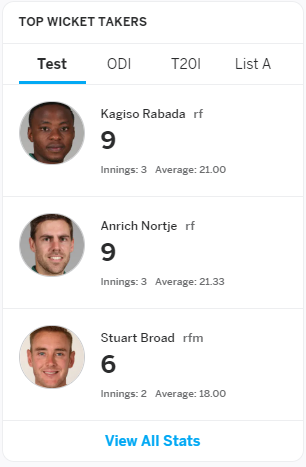 TOP WICKET TAKERS
Test ODI T20I List A
Kagiso Rabada rf
9
Innings: 3 Average: 21.00
Anrich Nortje rf
9
Innings: 3 Average: 21.33
Stuart Broad rfm
6
Innings: 2 Average: 18.00
View All Stats